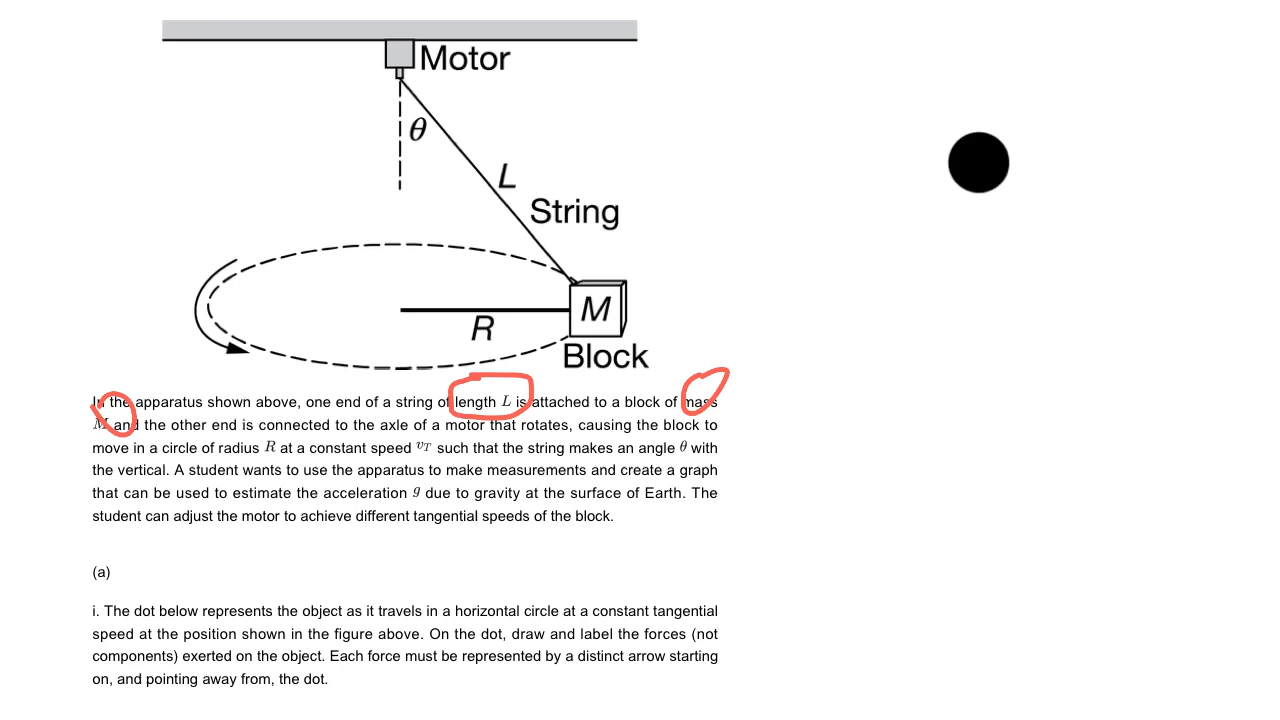 Motor
θ
L
String
M
R
Block
In the apparatus shown above, one end of a string of length L is attached to a block of mass
M and the other end is connected to the axle of a motor that rotates, causing the block to
move in a circle of radius R at a constant speed v_T such that the string makes an angle θ with
the vertical. A student wants to use the apparatus to make measurements and create a graph
that can be used to estimate the acceleration g due to gravity at the surface of Earth. The
student can adjust the motor to achieve different tangential speeds of the block.
(a)
i. The dot below represents the object as it travels in a horizontal circle at a constant tangential
speed at the position shown in the figure above. On the dot, draw and label the forces (not
components) exerted on the object. Each force must be represented by a distinct arrow starting
on, and pointing away from, the dot.